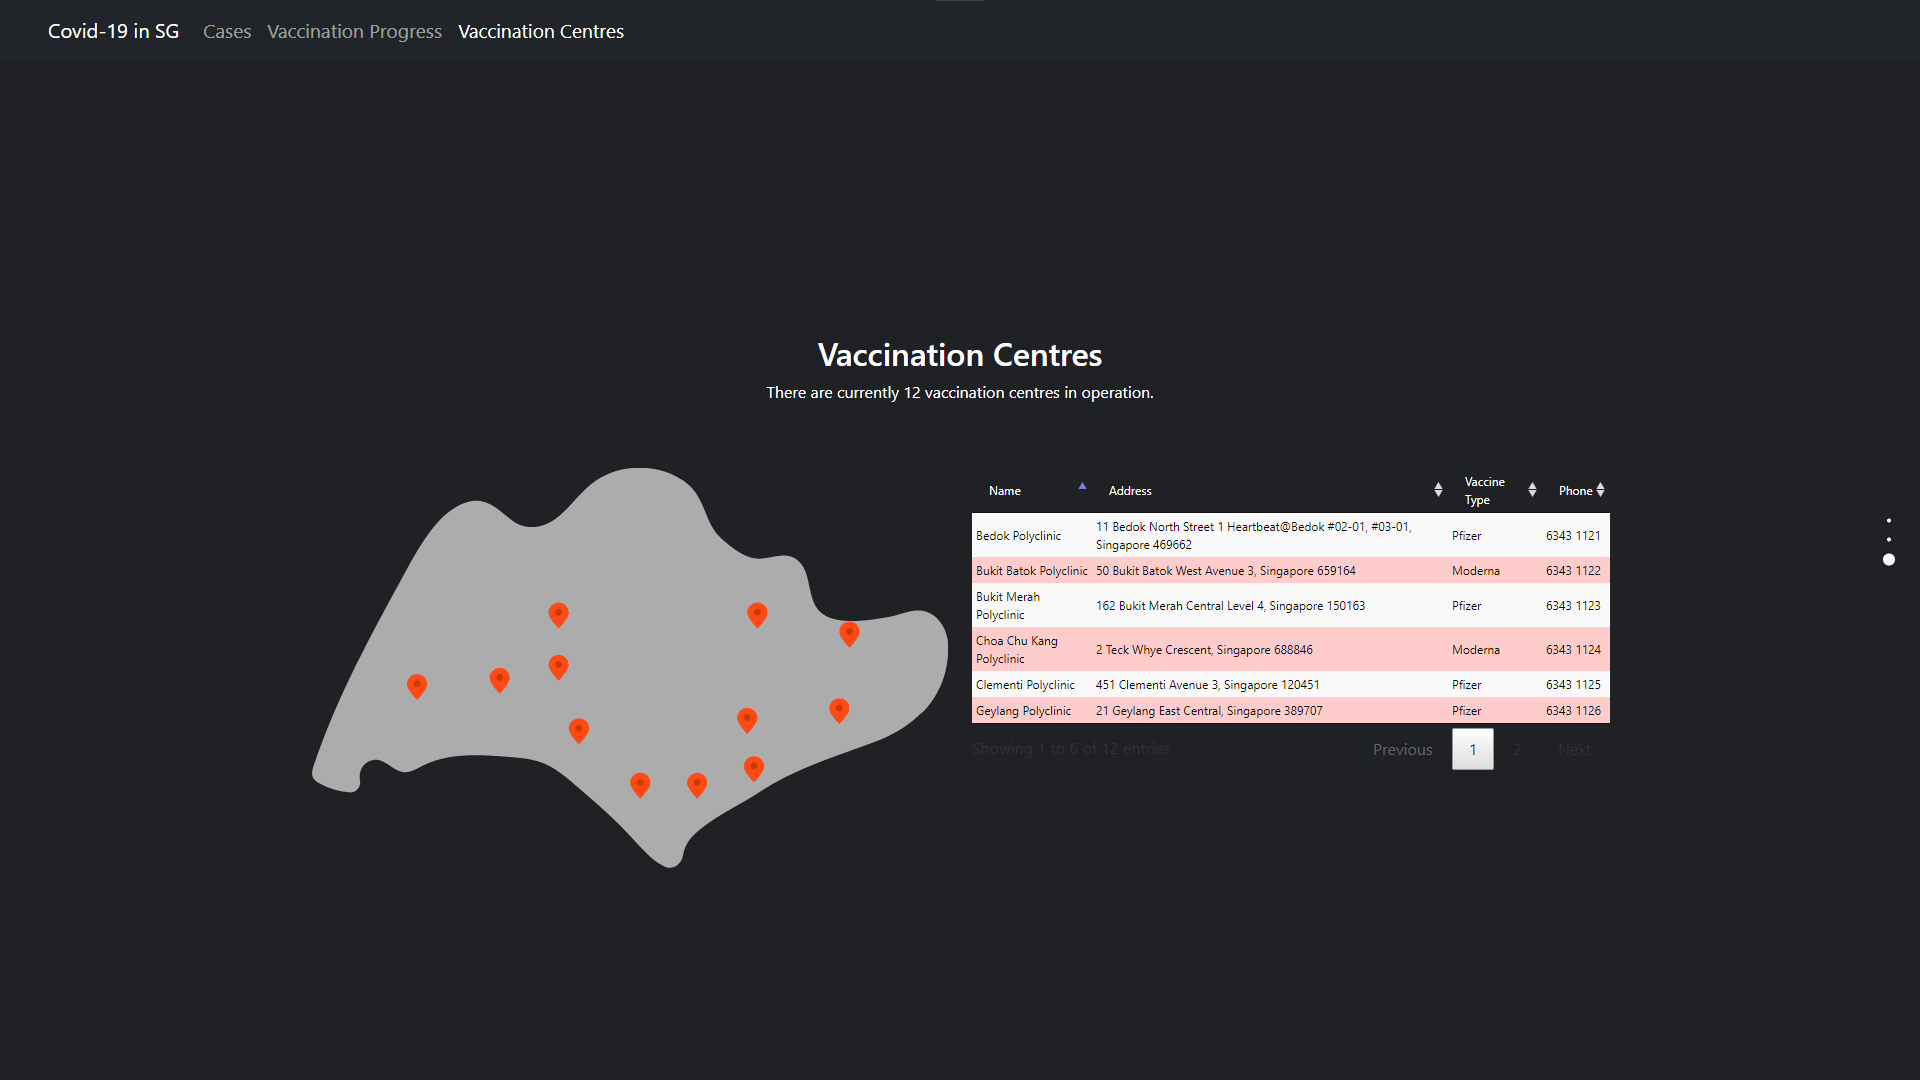 Covid-19 in SG Cases Vaccination Progress Vaccination Centres
Vaccination Centres
There are currently 12 vaccination centres in operation.
Name Address Vaccine Type Phone
Bedok Polyclinic 11 Bedok North Street 1 Heartbeat@Bedok #02-01, #03-01, Singapore 469662 Pfizer 6343 1121
Bukit Batok Polyclinic 50 Bukit Batok West Avenue 3, Singapore 659164 Moderna 6343 1122
Bukit Merah Polyclinic 162 Bukit Merah Central Level 4, Singapore 150163 Pfizer 6343 1123
Choa Chu Kang Polyclinic 2 Teck Whye Crescent, Singapore 688846 Moderna 6343 1124
Clementi Polyclinic 451 Clementi Avenue 3, Singapore 120451 Pfizer 6343 1125
Geylang Polyclinic 21 Geylang East Central, Singapore 389707 Pfizer 6343 1126
Showing 1 to 6 of 12 entries Previous 1 2 Next